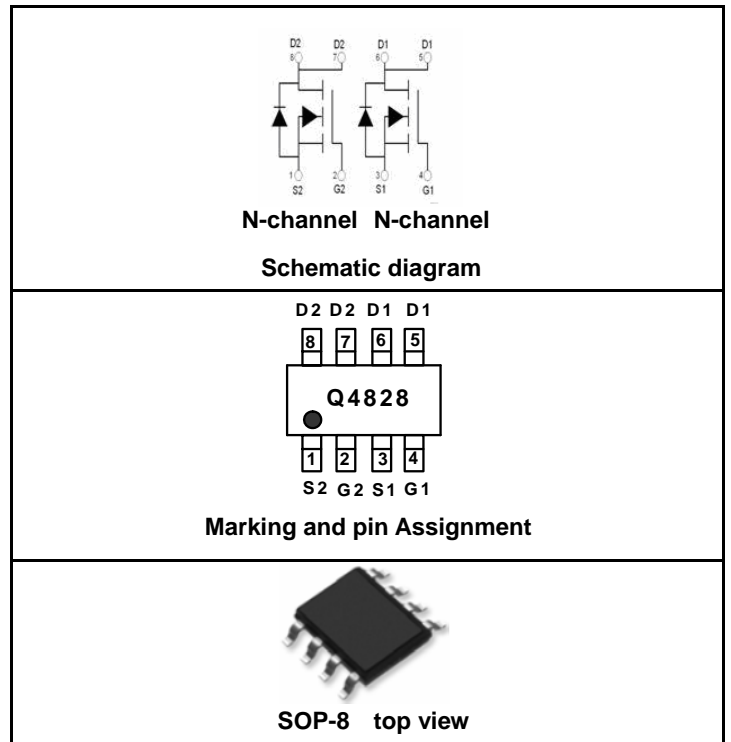 D2 D2 D1 D1
8 7 6 5
1 2 3 4
S2 G2 S1 G1
N-channel N-channel
Schematic diagram
D2 D2 D1 D1
8 7 6 5
Q4828
1 2 3 4
S2 G2 S1 G1
Marking and pin Assignment
SOP-8 top view